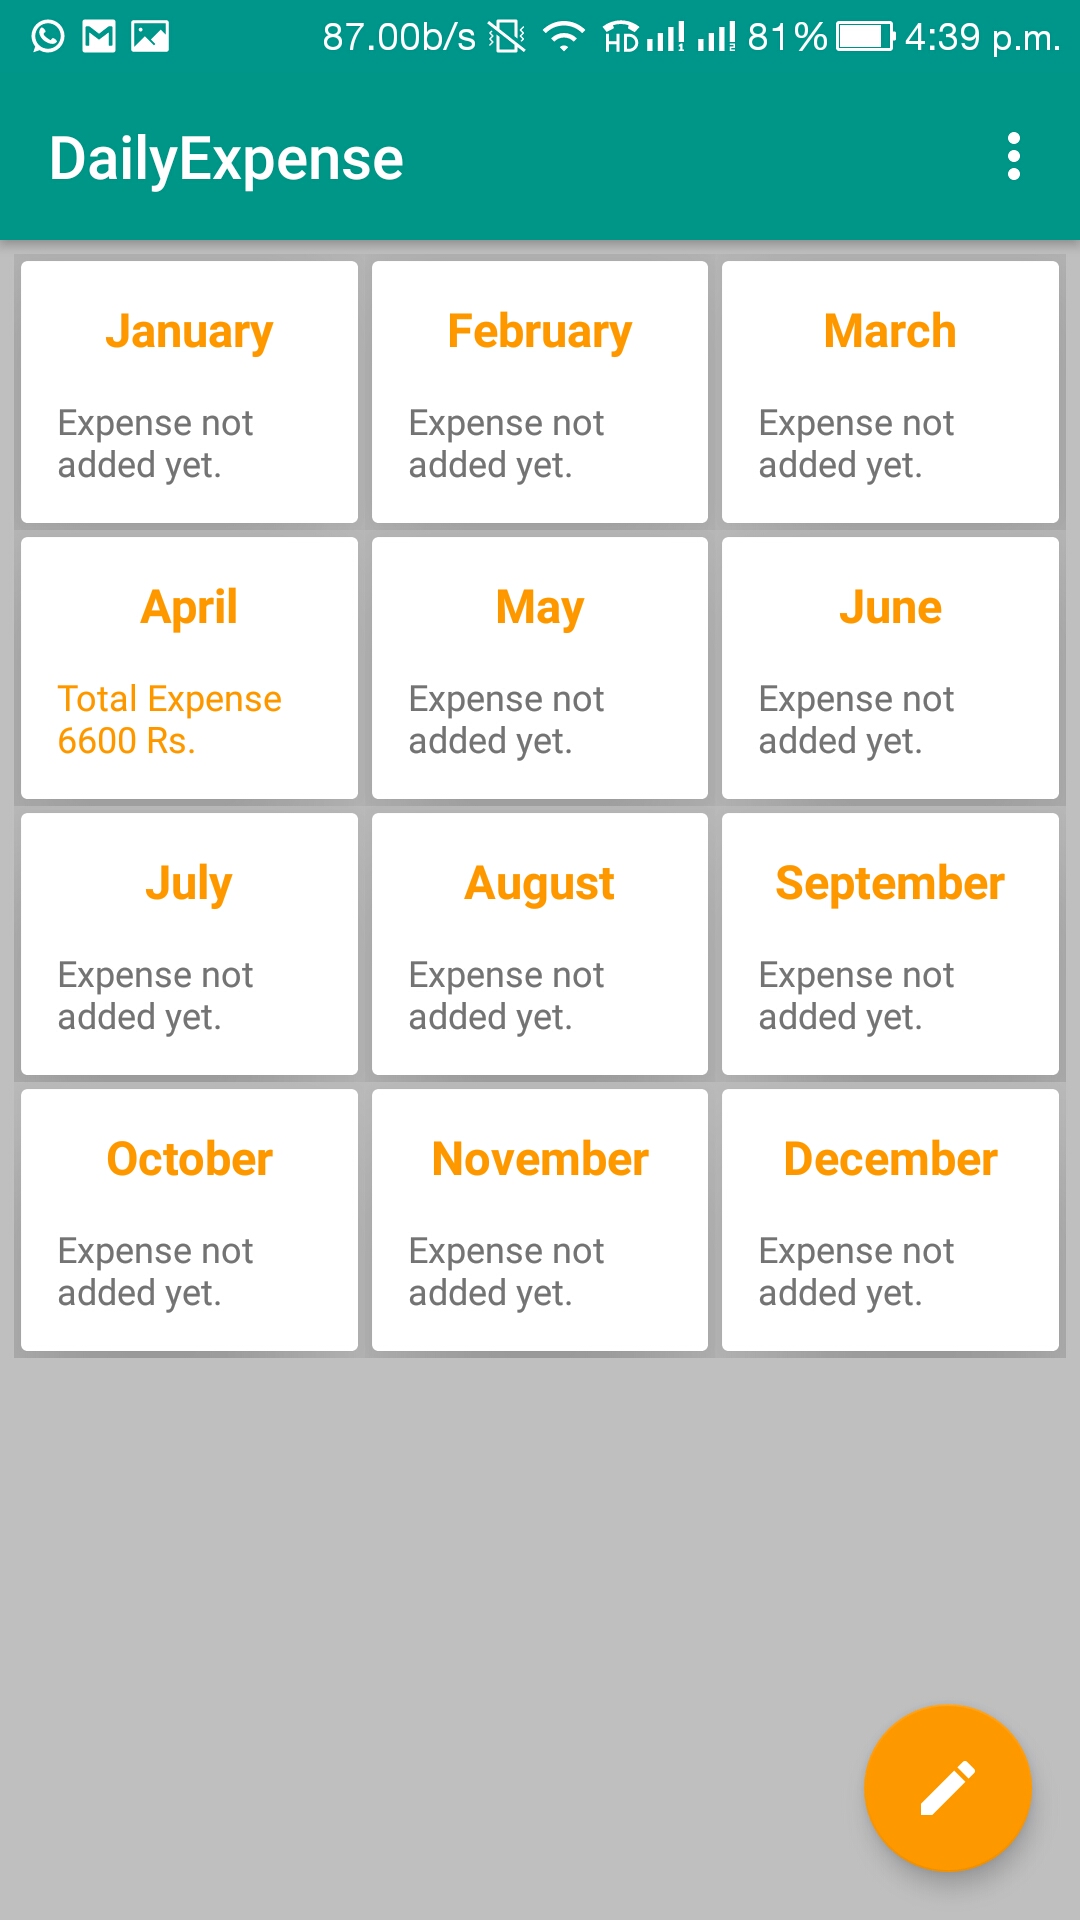 87.00b/s HD 1 2 81% 4:39 p.m.
DailyExpense
January
Expense not
added yet.
February
Expense not
added yet.
March
Expense not
added yet.
April
Total Expense
6600 Rs.
May
Expense not
added yet.
June
Expense not
added yet.
July
Expense not
added yet.
August
Expense not
added yet.
September
Expense not
added yet.
October
Expense not
added yet.
November
Expense not
added yet.
December
Expense not
added yet.